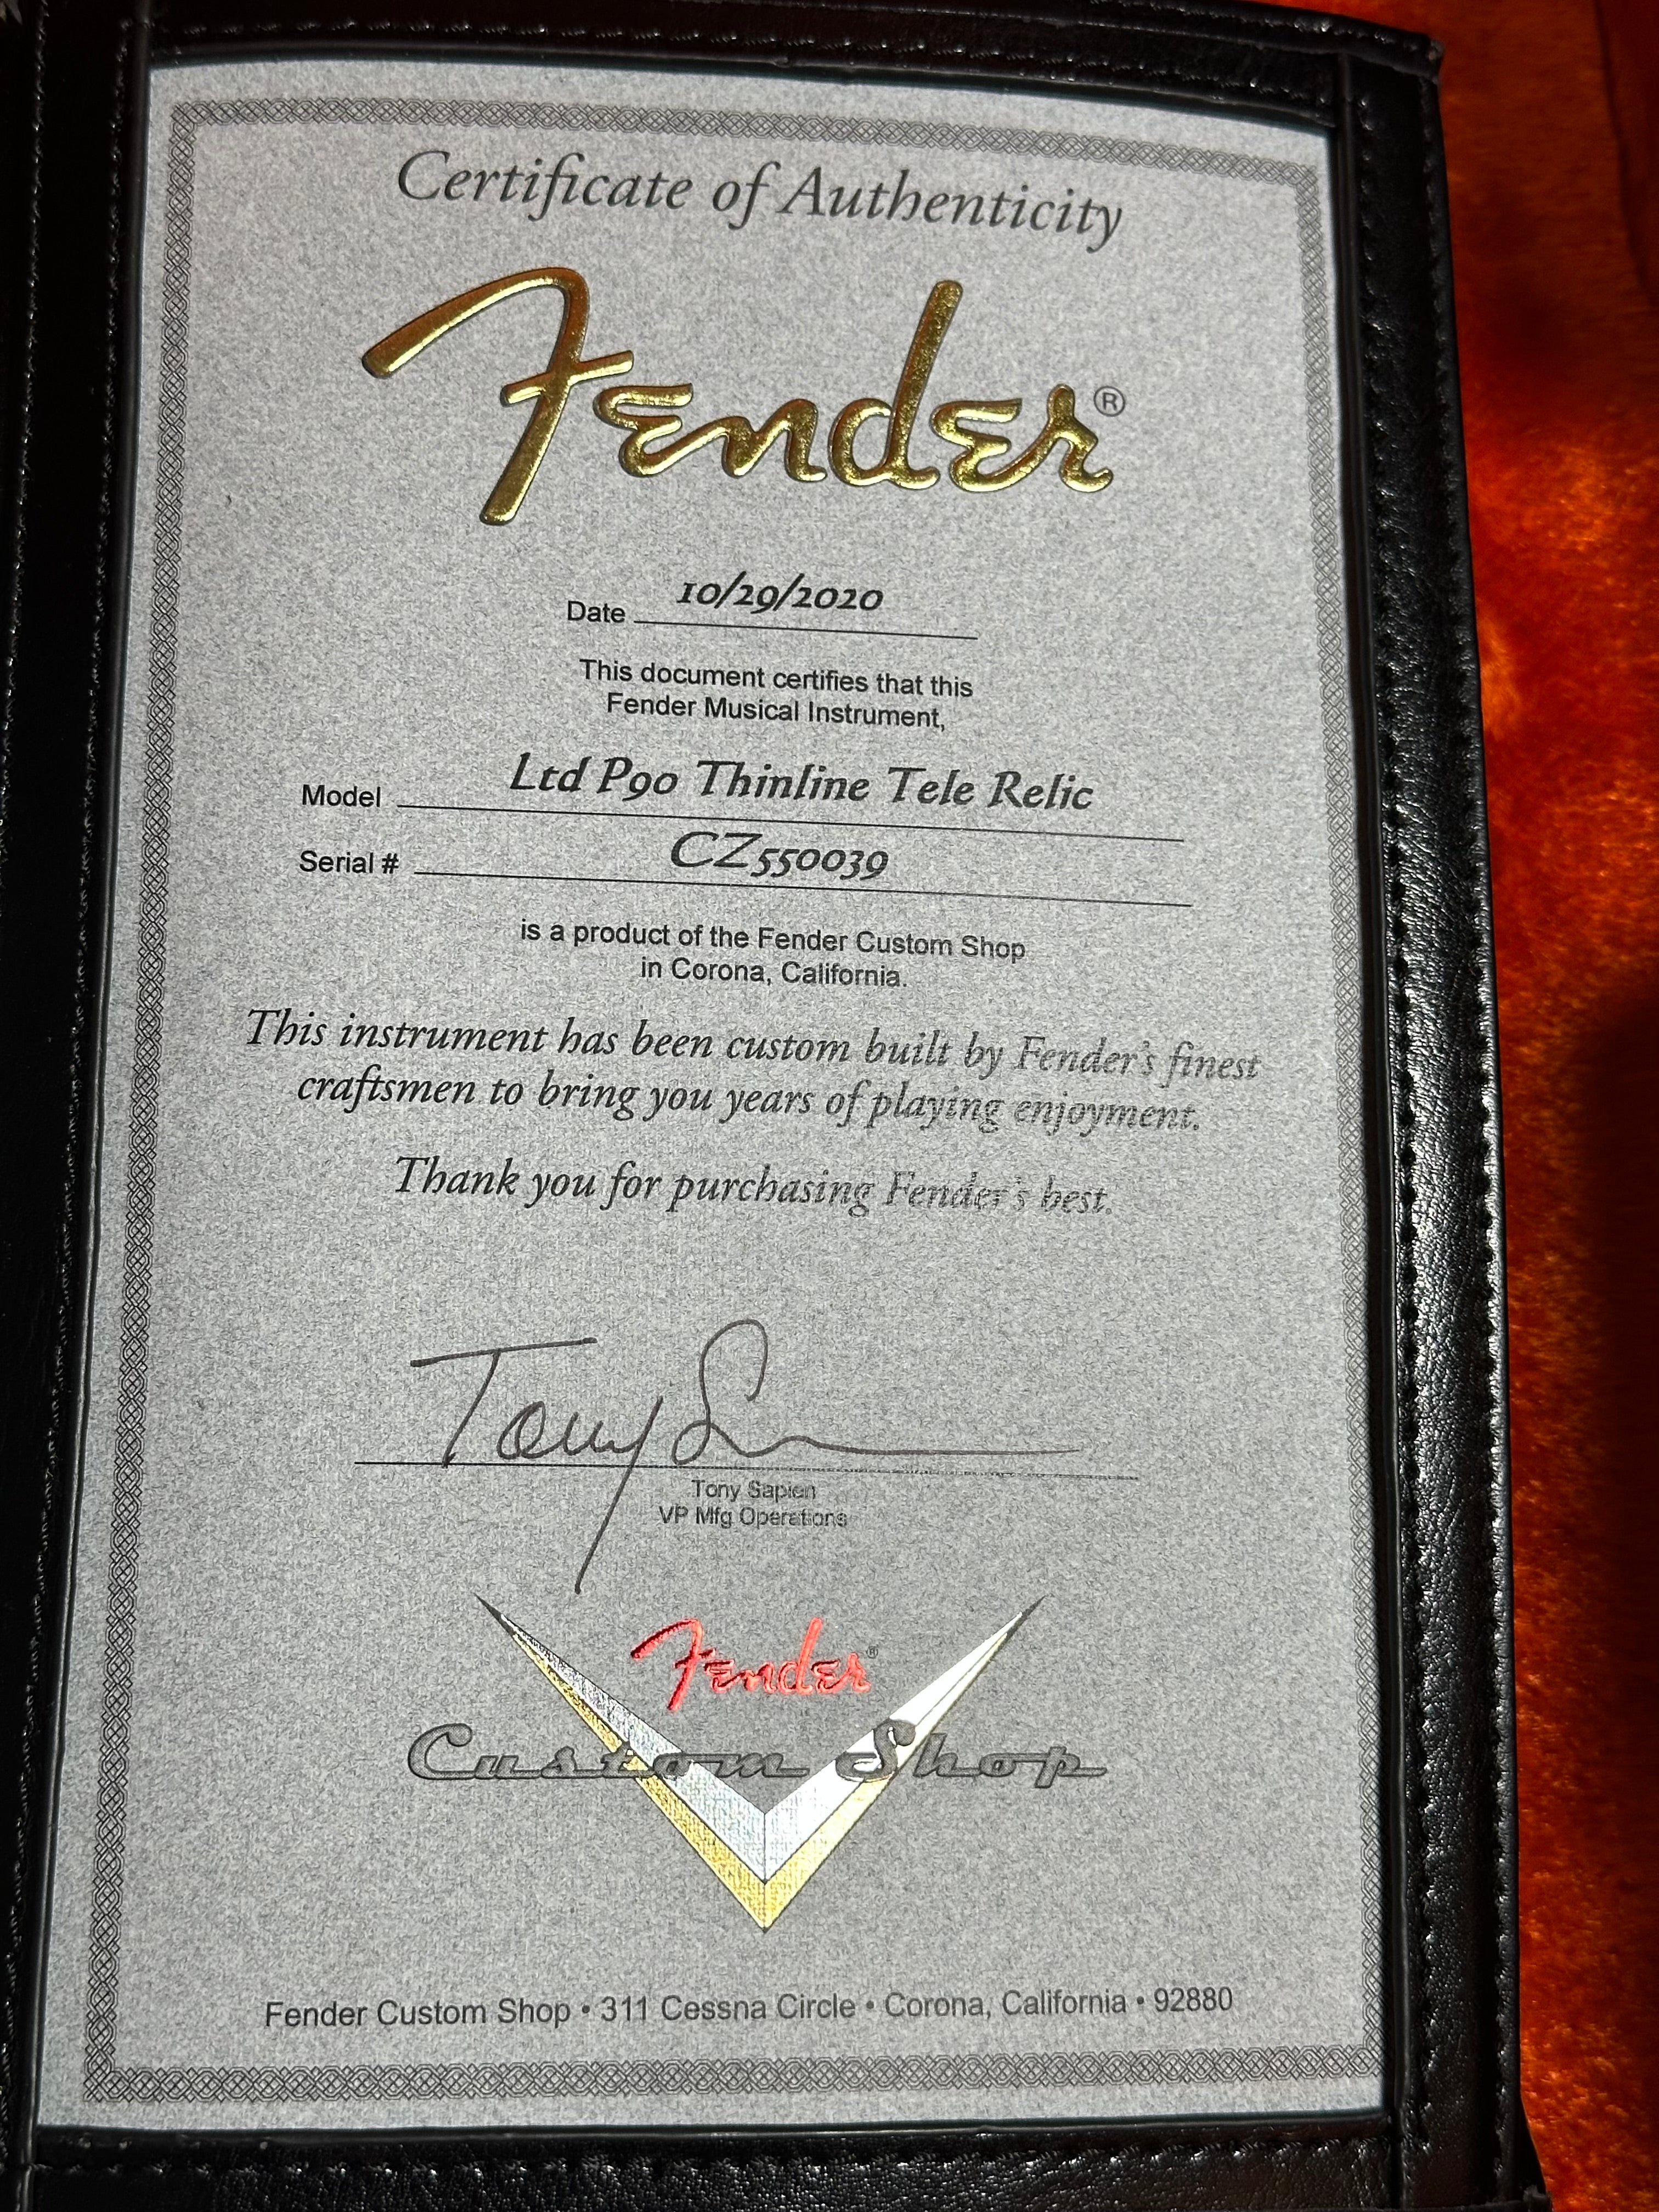 Certificate of Authenticity
Fender®
Date 10/29/2020
This document certifies that this
Fender Musical Instrument,
Model Ltd P90 Thinline Tele Relic
Serial # CZ550039
is a product of the Fender Custom Shop
in Corona, California.
This instrument has been custom built by Fender's finest
craftsmen to bring you years of playing enjoyment.
Thank you for purchasing Fender's best.
Tony S
Tony Sapien
VP Mfg Operations
Fender®
Custom Shop
Fender Custom Shop • 311 Cessna Circle • Corona, California • 92880